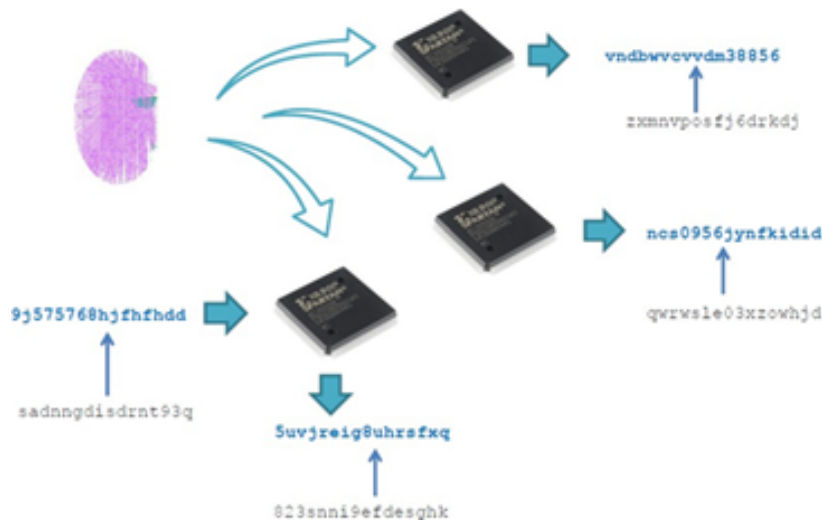 vndbwvcvvdm38856
zxmnvposfj6drkdj
ncs0956jynfkidid
qwrwsle03xzowhjd
9j575768hjfhfhdd
sadnngdisdrnt93q
5uvjreig8uhrsfxq
823snni9efdesghk